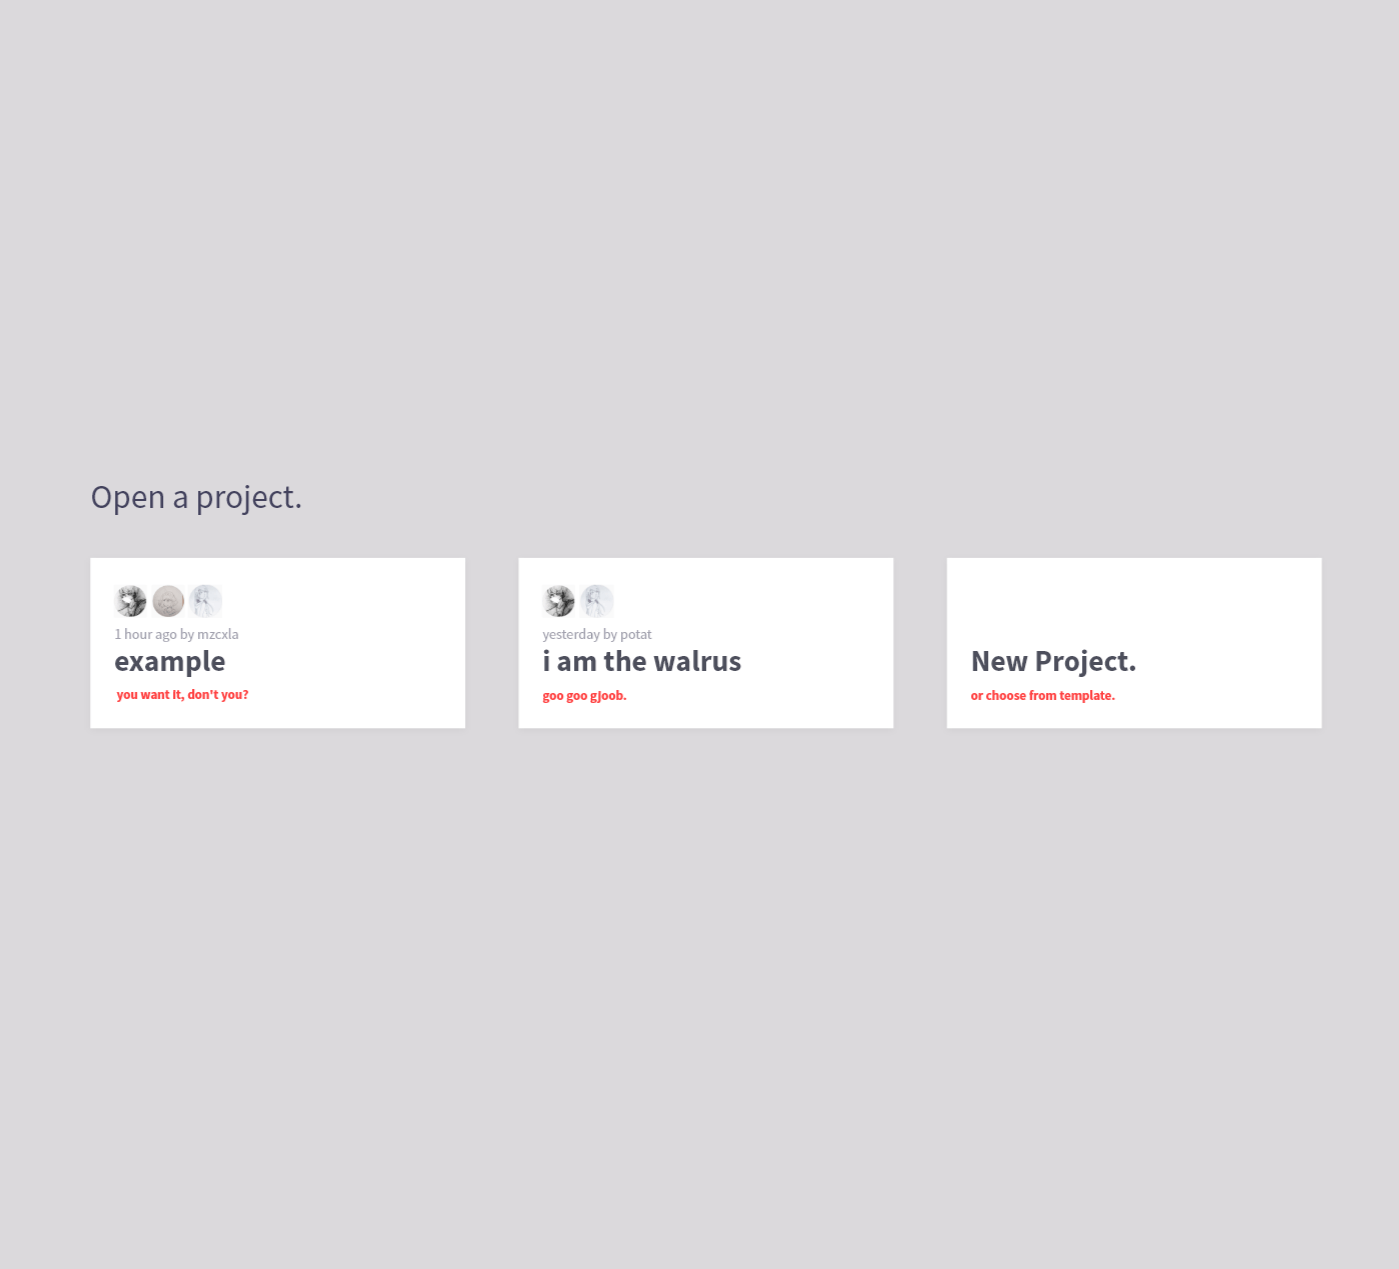 Open a project.
1 hour ago by mzcxla
example
you want it, don't you?
yesterday by potat
i am the walrus
goo goo gjoob.
New Project.
or choose from template.